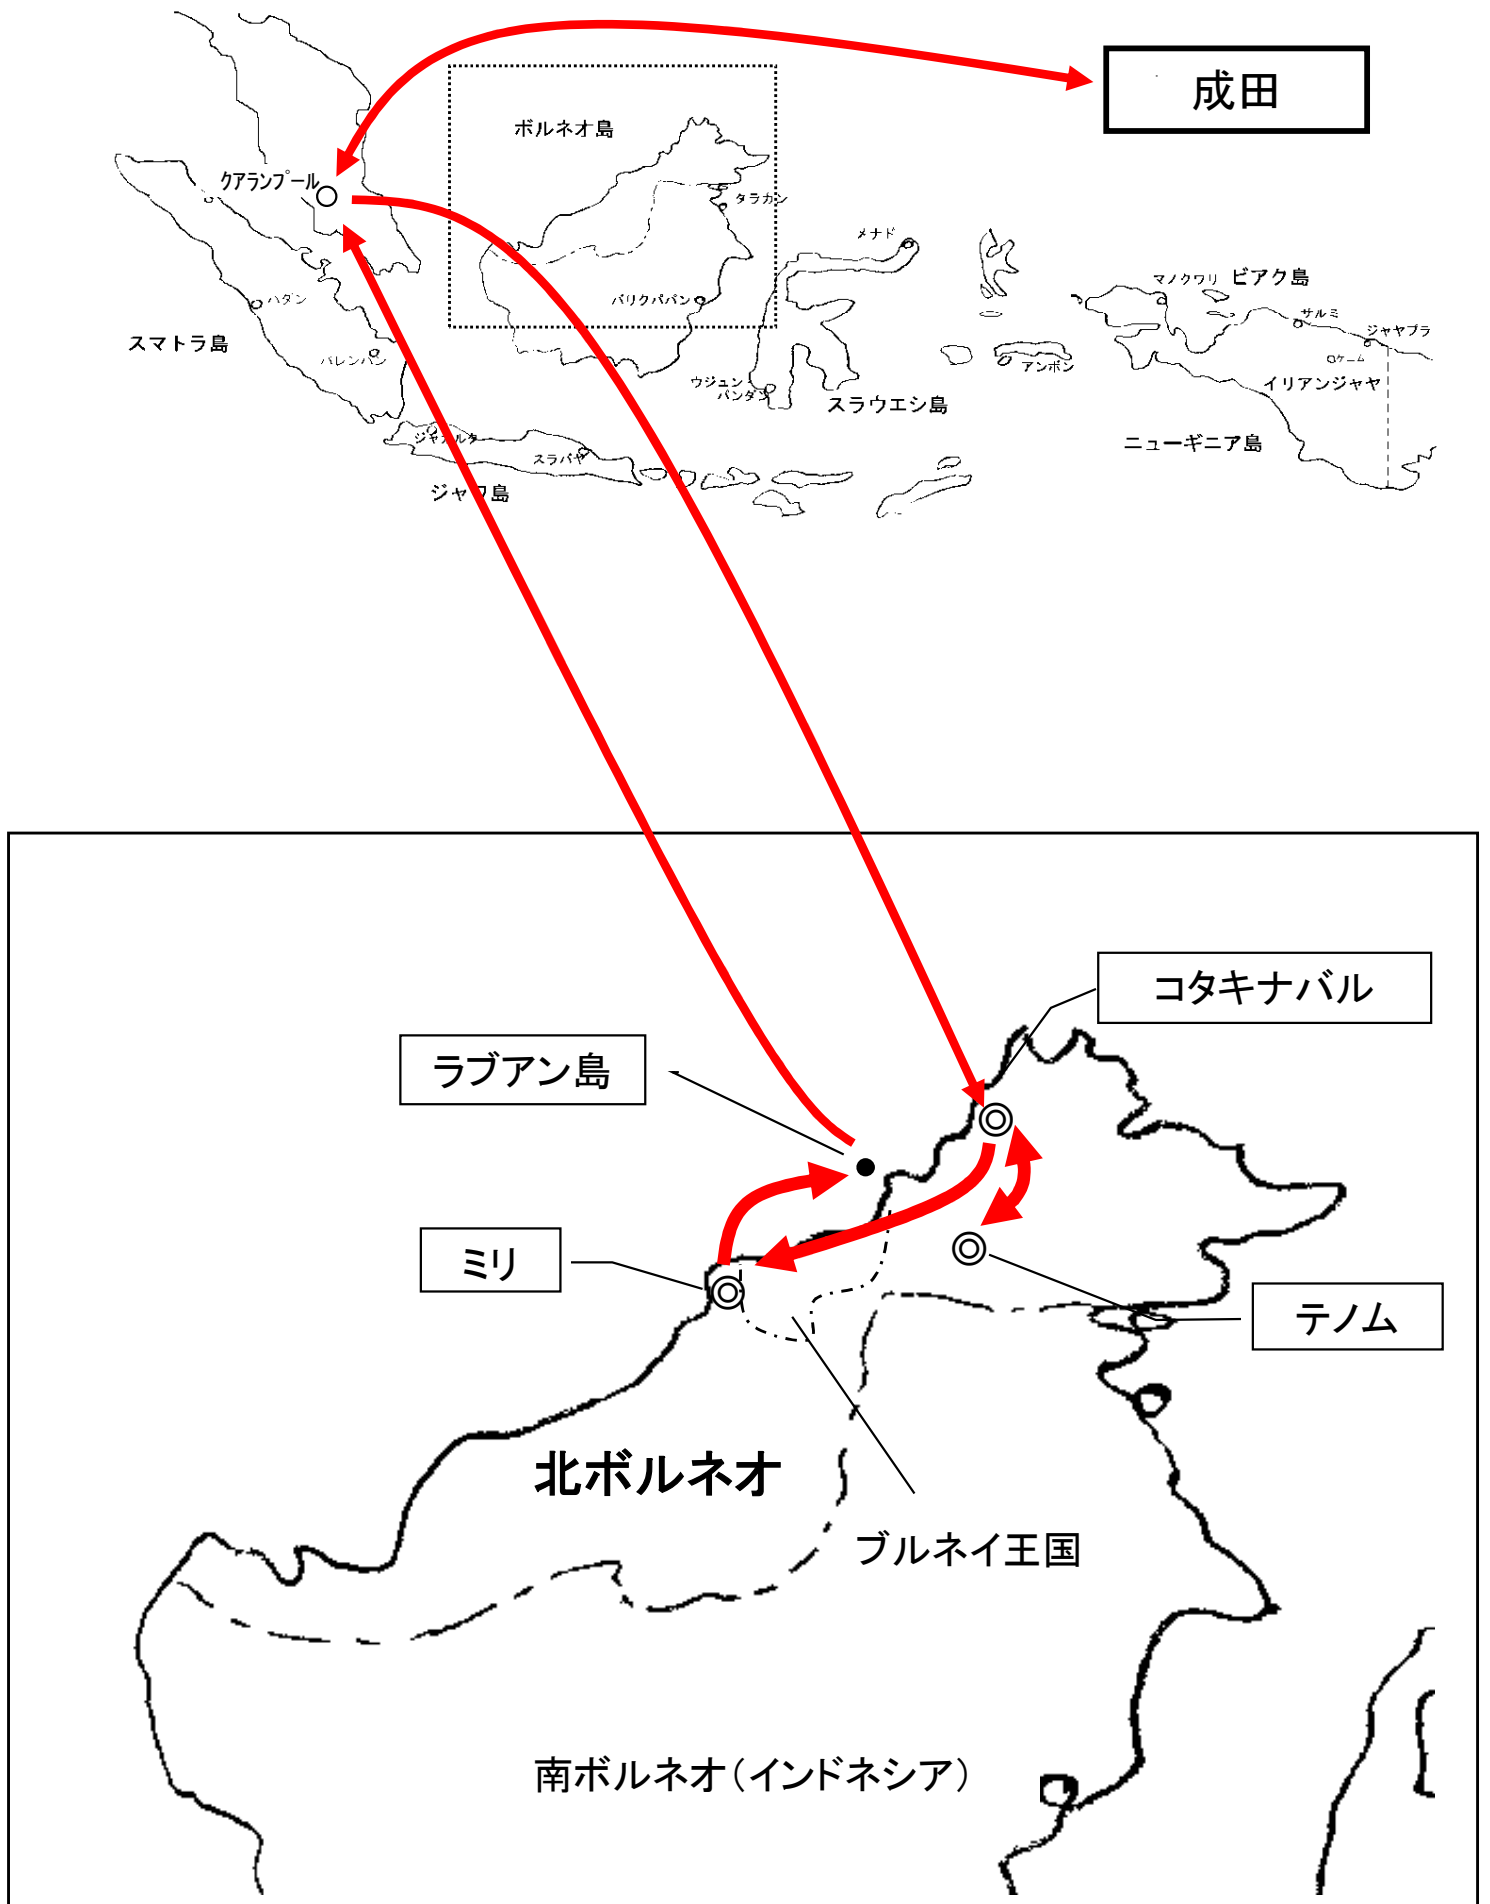 成田
ボルネオ島
クアランプール
タラカン
メナド
マノクワリ
ビアク島
バリクパパン
パダン
サルミ
ジャヤプラ
スマトラ島
パレンバン
アンボン
ウジュン
パンダン
イリアンジャヤ
スラウエシ島
ジャカルタ
スラバヤ
ニューギニア島
ジャワ島
コタキナバル
ラブアン島
ミリ
テノム
北ボルネオ
ブルネイ王国
南ボルネオ（インドネシア）